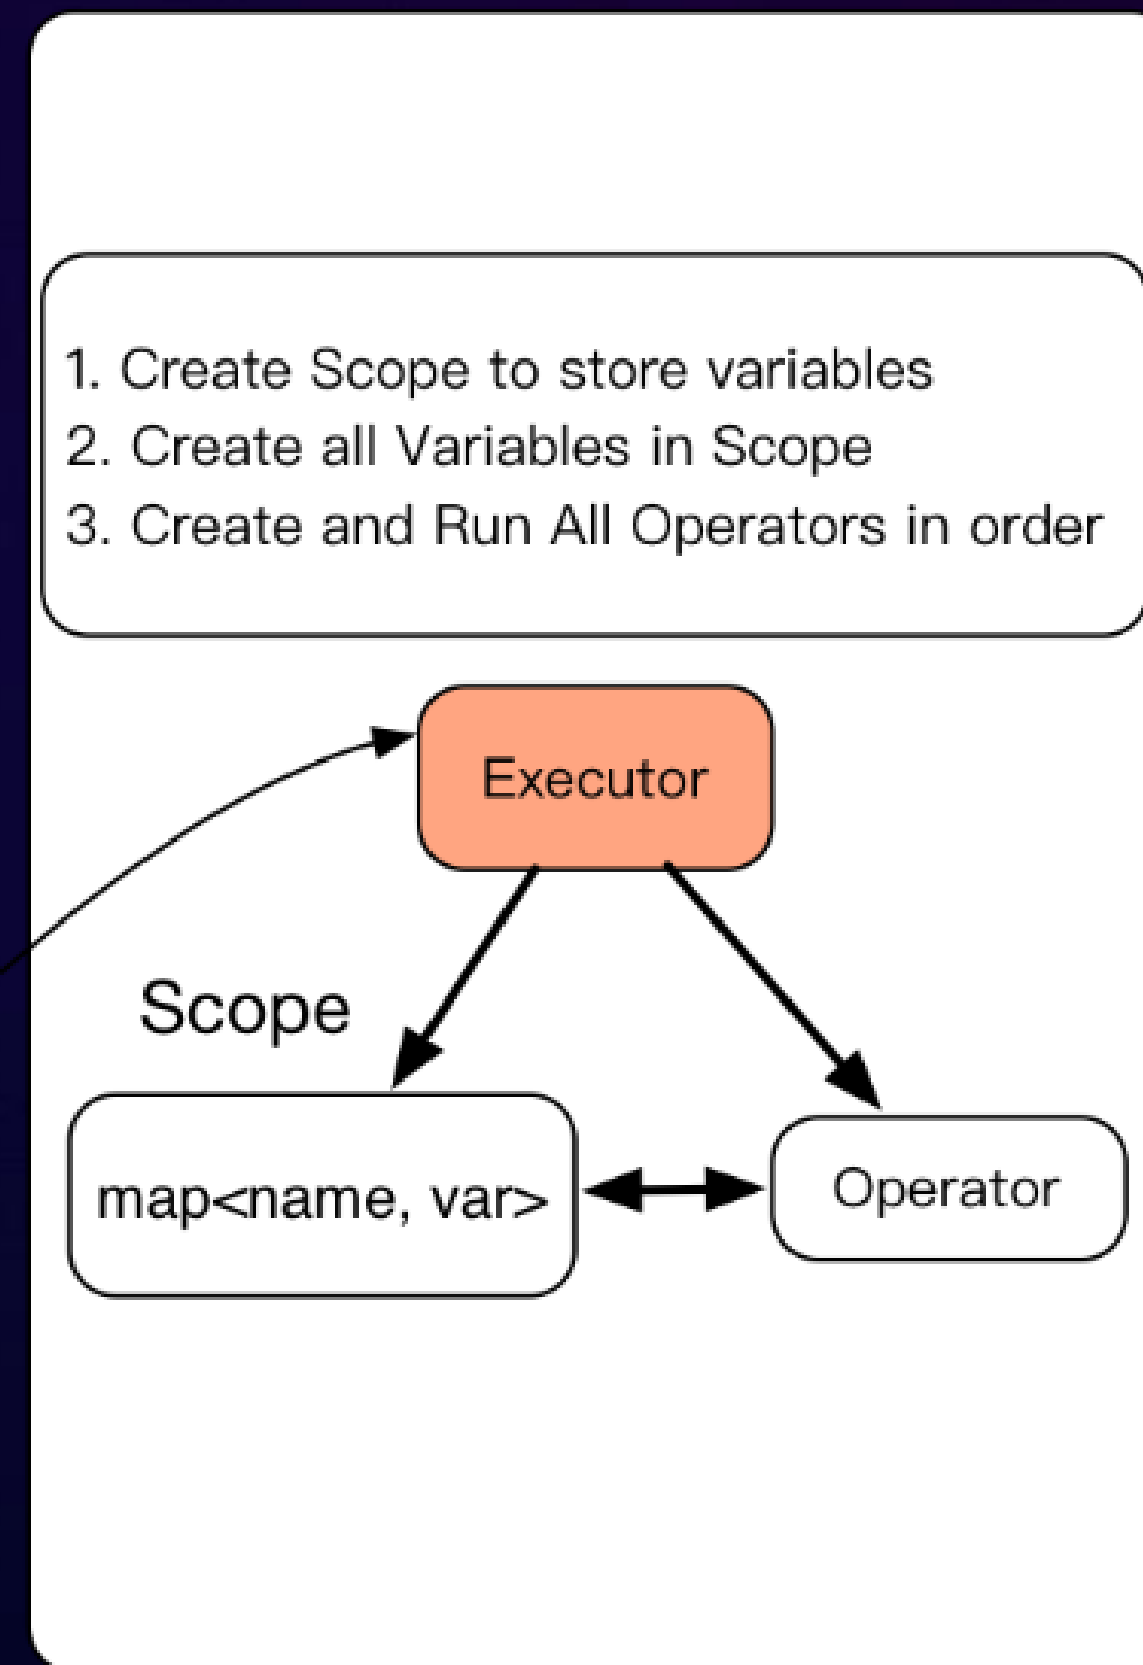 1. Create Scope to store variables
2. Create all Variables in Scope
3. Create and Run All Operators in order
Executor
Scope
map<name, var>
Operator